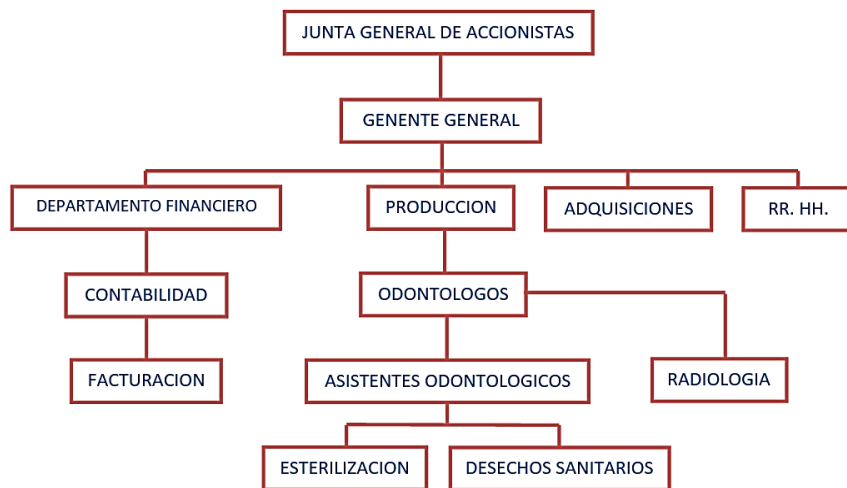 JUNTA GENERAL DE ACCIONISTAS
GENENTE GENERAL
DEPARTAMENTO FINANCIERO
PRODUCCION
ADQUISICIONES
RR. HH.
CONTABILIDAD
ODONTOLOGOS
FACTURACION
ASISTENTES ODONTOLOGICOS
RADIOLOGIA
ESTERILIZACION
DESECHOS SANITARIOS